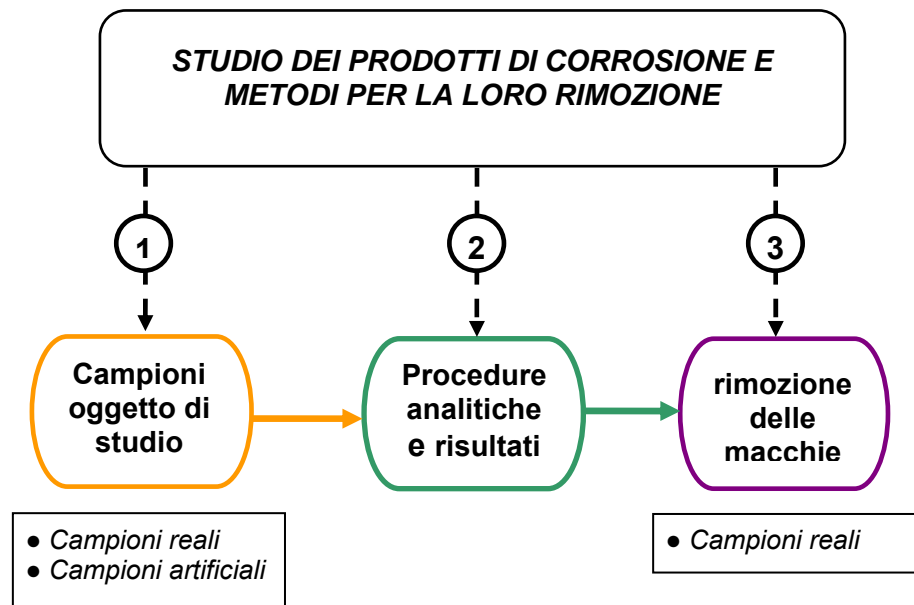 STUDIO DEI PRODOTTI DI CORROSIONE E
METODI PER LA LORO RIMOZIONE
1
2
3
Campioni
oggetto di
studio
Procedure
analitiche
e risultati
rimozione
delle
macchie
● Campioni reali
● Campioni artificiali
● Campioni reali